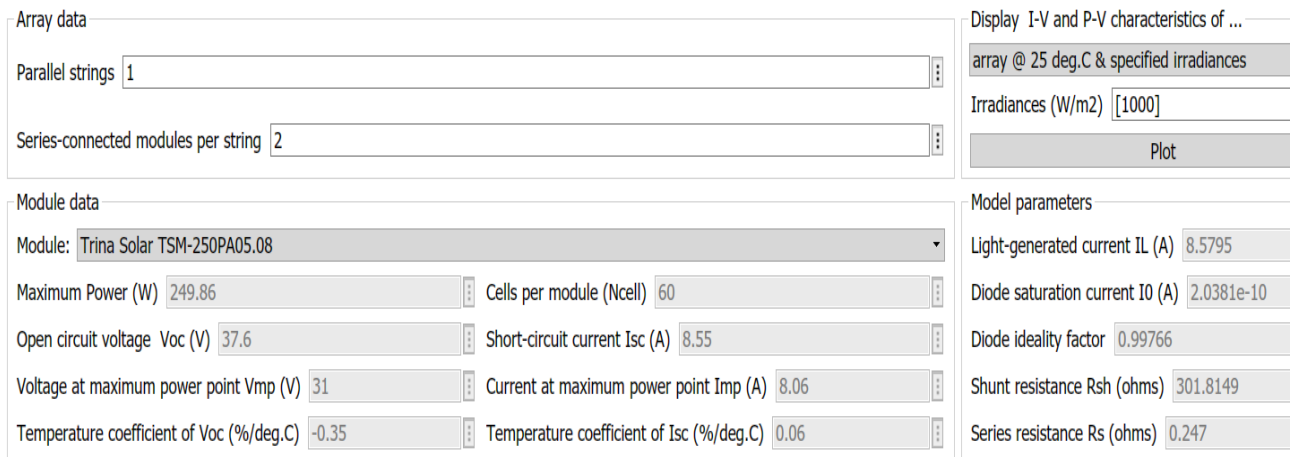 Array data
Parallel strings 1
Series-connected modules per string 2
Display I-V and P-V characteristics of ...
array @ 25 deg.C & specified irradiances
Irradiances (W/m2) [1000]
Plot
Module data
Module: Trina Solar TSM-250PA05.08
Maximum Power (W) 249.86
Cells per module (Ncell) 60
Open circuit voltage Voc (V) 37.6
Short-circuit current Isc (A) 8.55
Voltage at maximum power point Vmp (V) 31
Current at maximum power point Imp (A) 8.06
Temperature coefficient of Voc (%/deg.C) -0.35
Temperature coefficient of Isc (%/deg.C) 0.06
Model parameters
Light-generated current IL (A) 8.5795
Diode saturation current I0 (A) 2.0381e-10
Diode ideality factor 0.99766
Shunt resistance Rsh (ohms) 301.8149
Series resistance Rs (ohms) 0.247